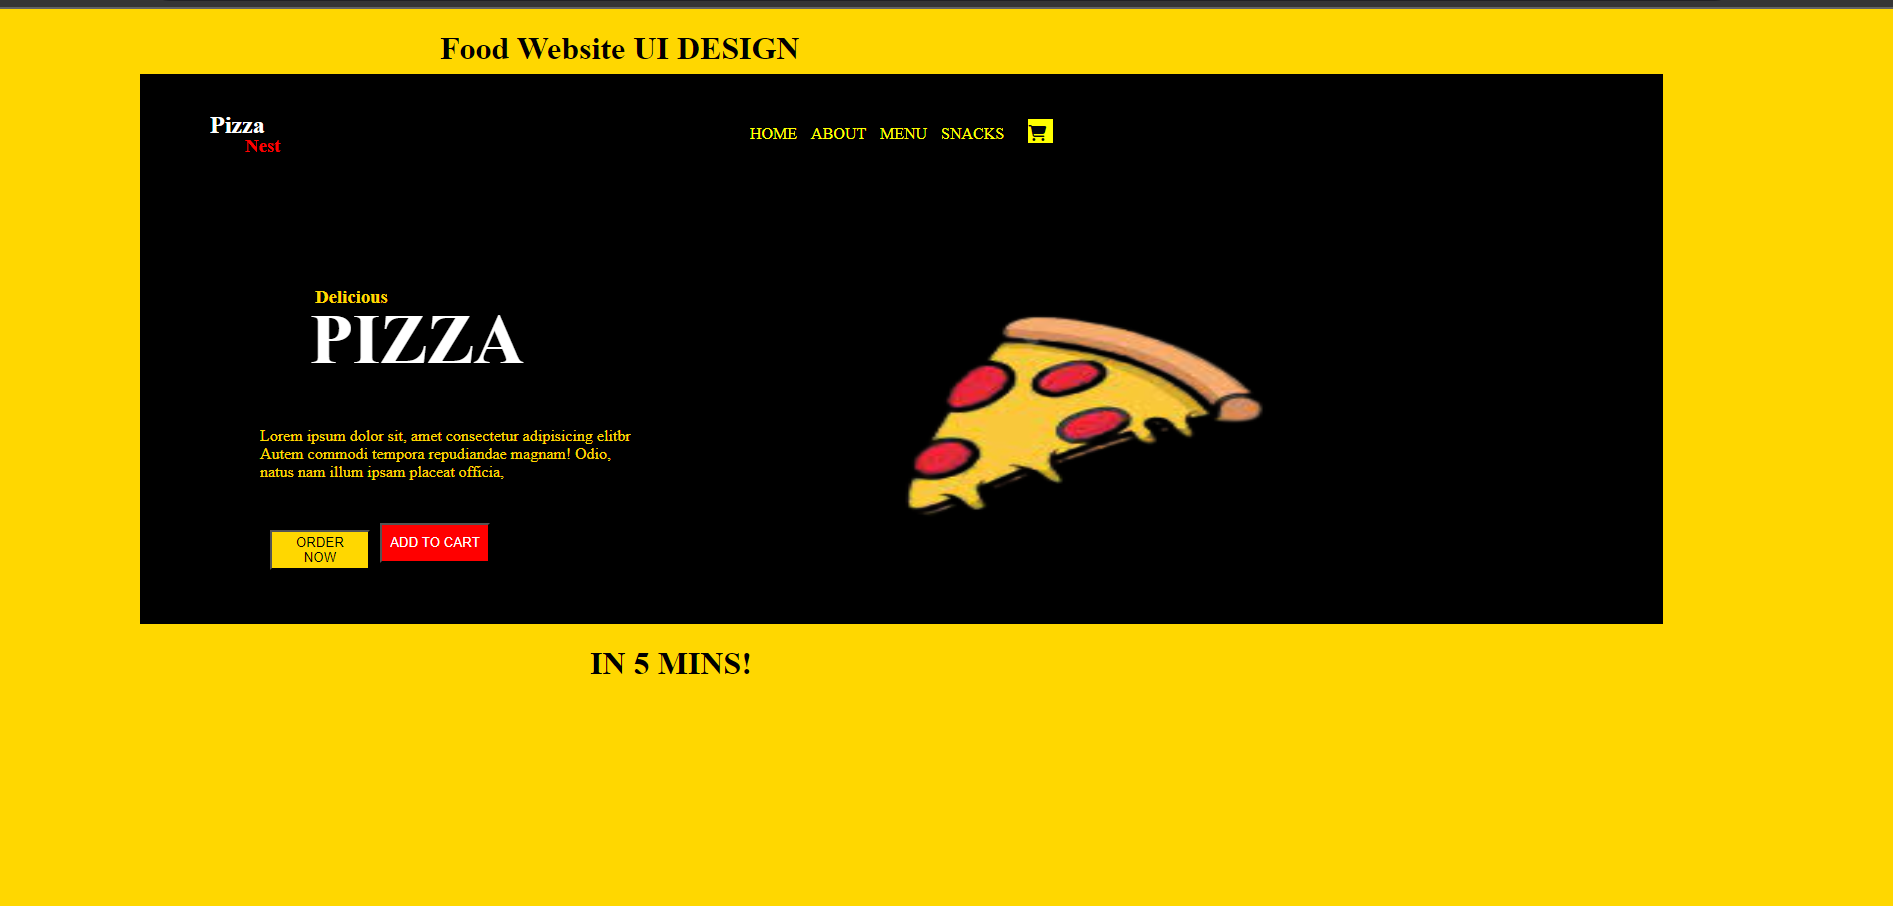 Food Website UI DESIGN
Pizza
Nest
HOME ABOUT MENU SNACKS
Delicious
PIZZA
Lorem ipsum dolor sit, amet consectetur adipisicing elitbr
Autem commodi tempora repudiandae magnam! Odio,
natus nam illum ipsam placeat officia,
ORDER
NOW
ADD TO CART
IN 5 MINS!